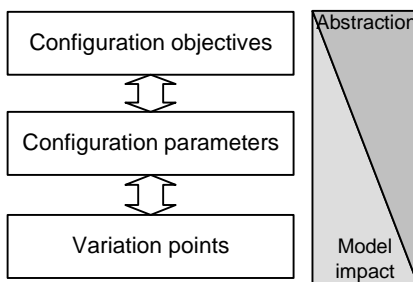 Configuration objectives
Abstraction
Configuration parameters
Variation points
Model
impact